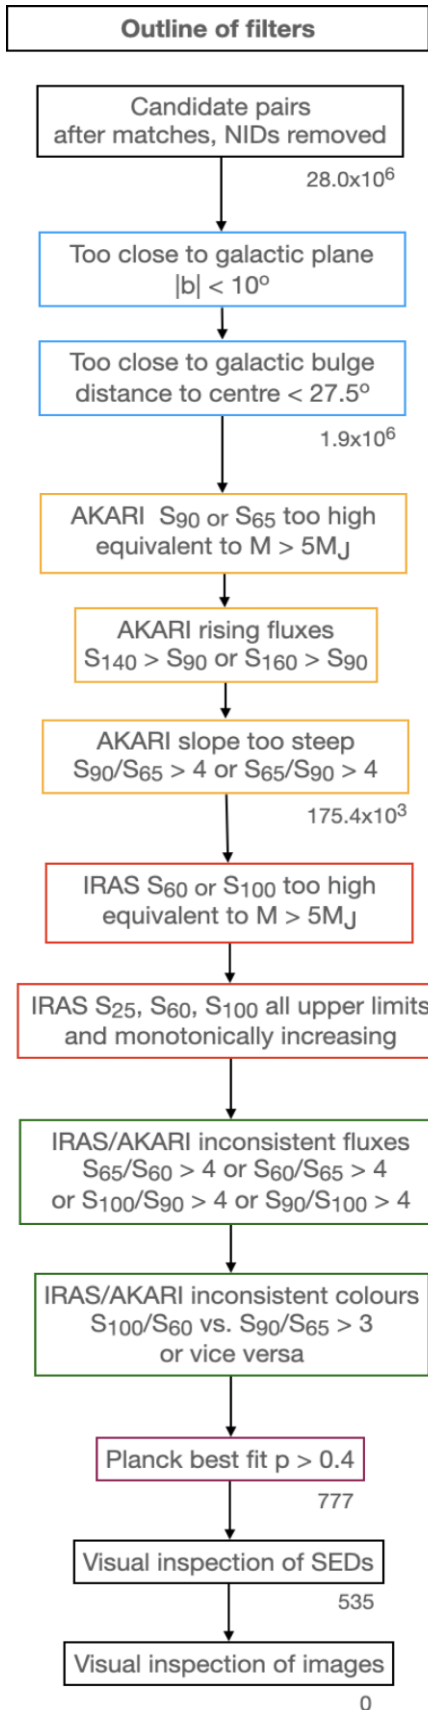 Outline of filters
Candidate pairs
after matches, NIDs removed
28.0x10⁶
Too close to galactic plane
|b| < 10º
Too close to galactic bulge
distance to centre < 27.5º
1.9x10⁶
AKARI S₉₀ or S₆₅ too high
equivalent to M > 5M_J
AKARI rising fluxes
S₁₄₀ > S₉₀ or S₁₆₀ > S₉₀
AKARI slope too steep
S₉₀/S₆₅ > 4 or S₆₅/S₉₀ > 4
175.4x10³
IRAS S₆₀ or S₁₀₀ too high
equivalent to M > 5M_J
IRAS S₂₅, S₆₀, S₁₀₀ all upper limits
and monotonically increasing
IRAS/AKARI inconsistent fluxes
S₆₅/S₆₀ > 4 or S₆₀/S₆₅ > 4
or S₁₀₀/S₉₀ > 4 or S₉₀/S₁₀₀ > 4
IRAS/AKARI inconsistent colours
S₁₀₀/S₆₀ vs. S₉₀/S₆₅ > 3
or vice versa
Planck best fit p > 0.4
777
Visual inspection of SEDs
535
Visual inspection of images
0